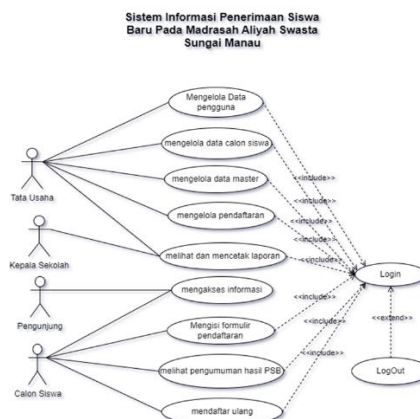 Sistem Informasi Penerimaan Siswa
Baru Pada Madrasah Aliyah Swasta
Sungai Manau
Mengelola Data
pengguna
mengelola data calon siswa
mengelola data master
mengelola pendaftaran
melihat dan mencetak laporan
mengakses informasi
Mengisi formulir
pendaftaran
melihat pengumuman hasil PSB
mendaftar ulang
Tata Usaha
Kepala Sekolah
Pengunjung
Calon Siswa
<<include>>
<<include>>
<<include>>
<<include>>
<<include>>
<<include>>
<<include>>
<<include>>
Login
<<extend>>
LogOut